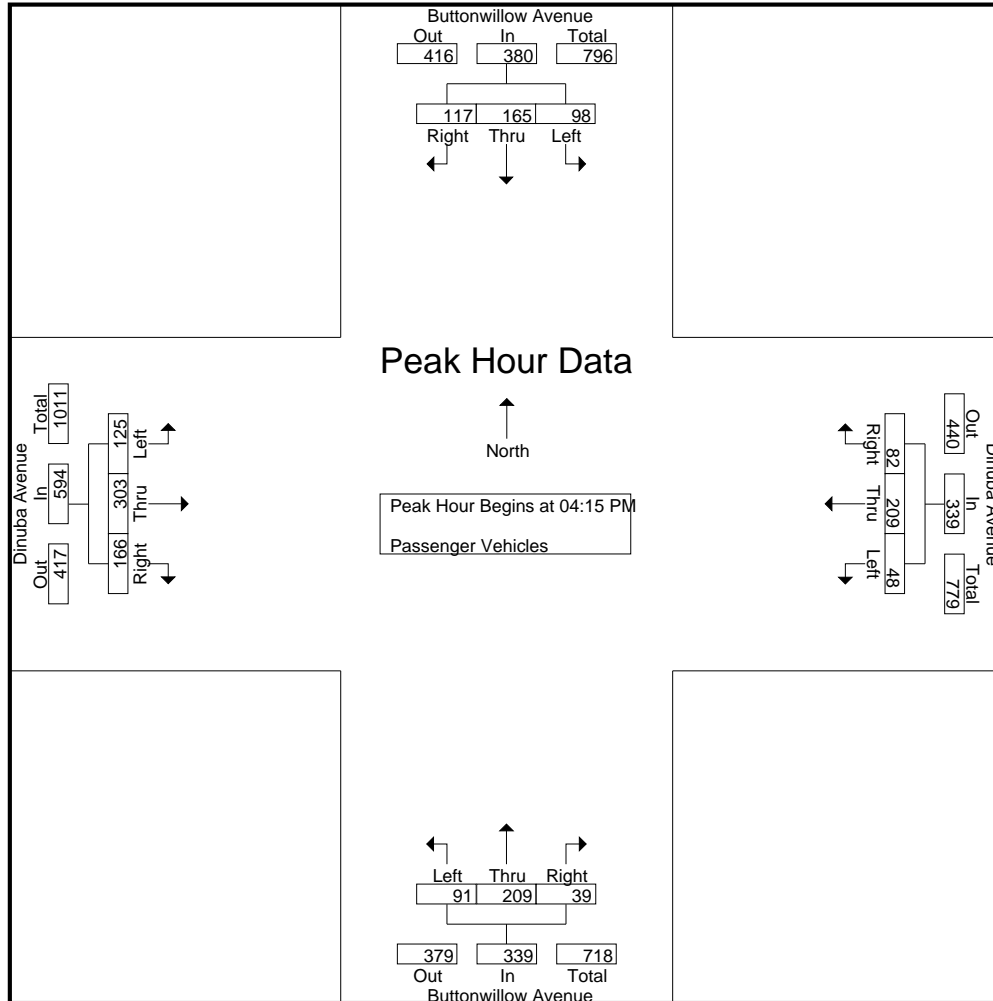 Buttonwillow Avenue
Out In Total
416 380 796
117 165 98
Right Thru Left
Peak Hour Data
North
Peak Hour Begins at 04:15 PM
Passenger Vehicles
Dinuba Avenue
Out In Total
417 594 1011
Right Thru Left
166 303 125
Dinuba Avenue
Out In Total
440 339 779
Right Thru Left
82 209 48
Left Thru Right
91 209 39
379 339 718
Out In Total
Buttonwillow Avenue